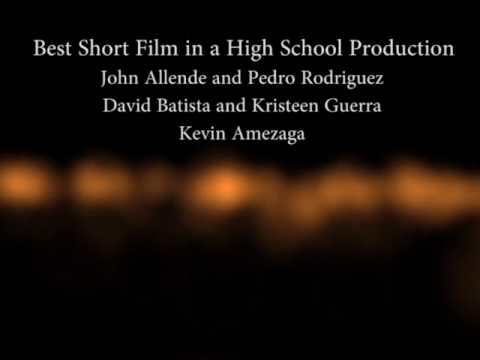 Best Short Film in a High School Production
John Allende and Pedro Rodriguez
David Batista and Kristeen Guerra
Kevin Amezaga